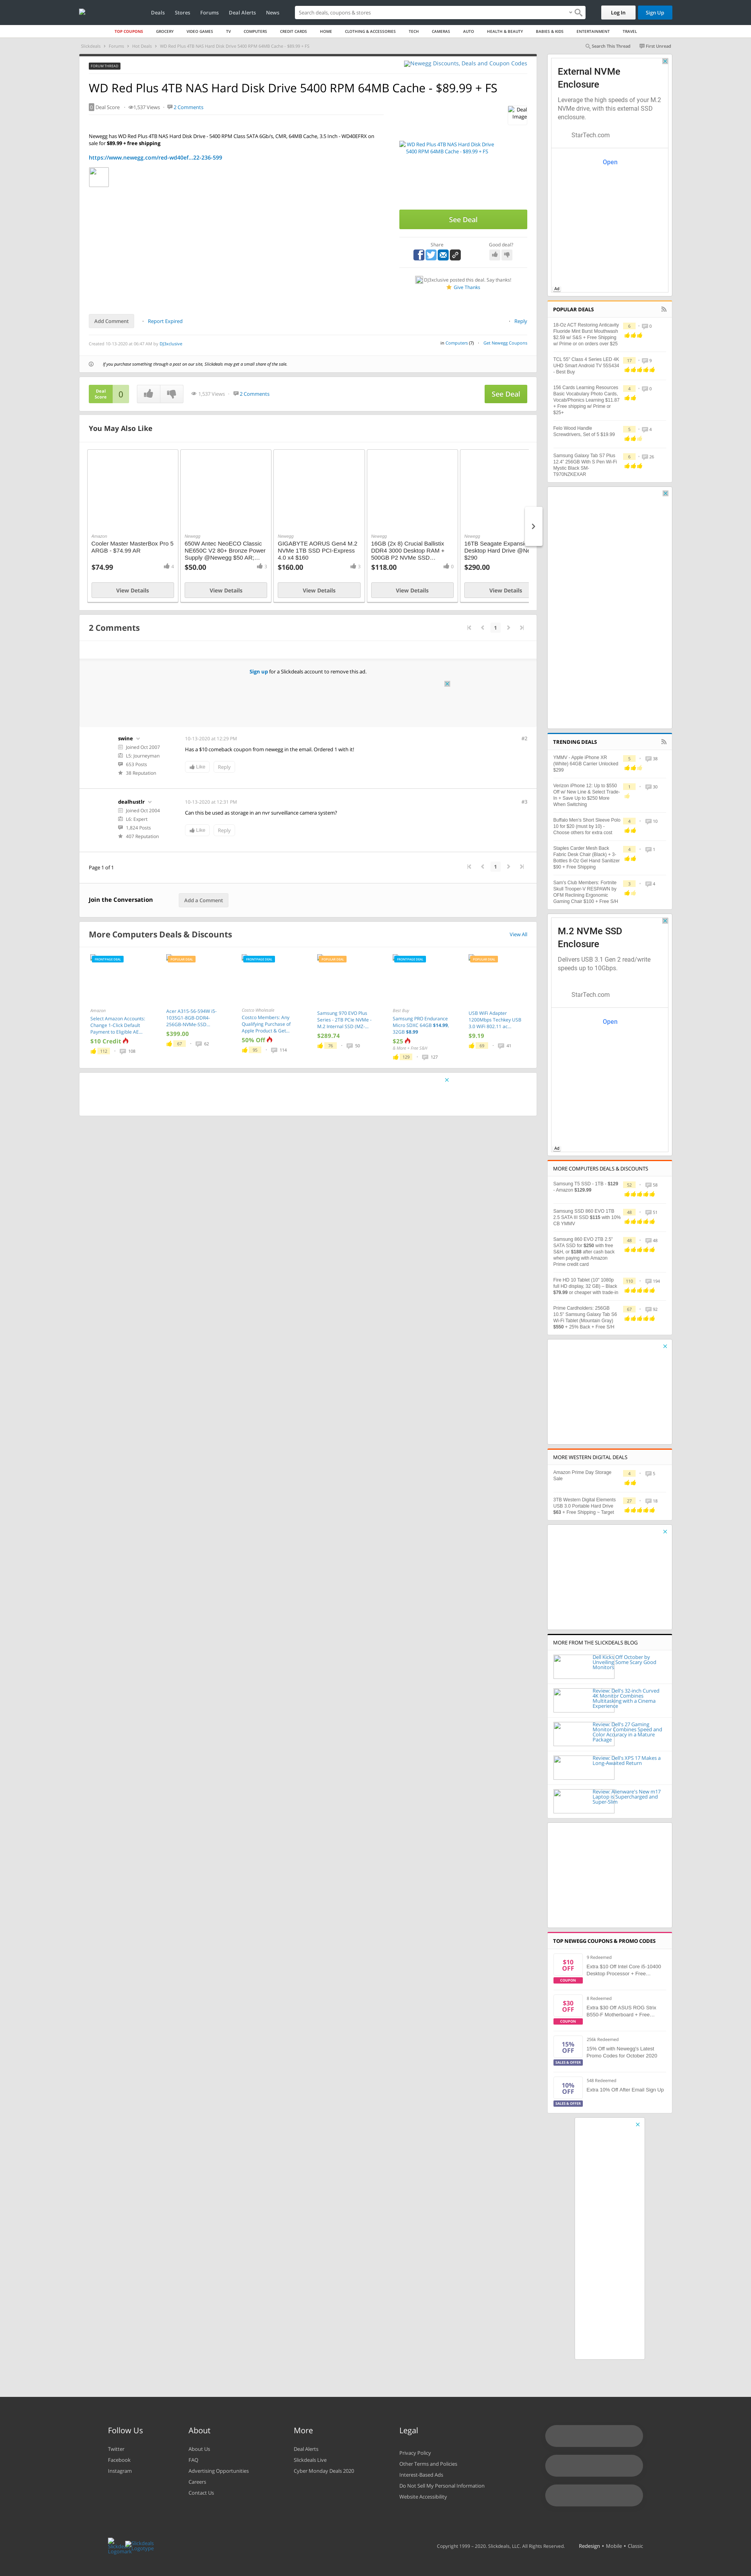 Deals
Stores
Forums
Deal Alerts
News
Search deals, coupons & stores
Log In
Sign Up
TOP COUPONS
GROCERY
VIDEO GAMES
TV
COMPUTERS
CREDIT CARDS
HOME
CLOTHING & ACCESSORIES
TECH
CAMERAS
AUTO
HEALTH & BEAUTY
BABIES & KIDS
ENTERTAINMENT
TRAVEL
Slickdeals > Forums > Hot Deals > WD Red Plus 4TB NAS Hard Disk Drive 5400 RPM 64MB Cache - $89.99 + FS
Search This Thread
First Unread
FORUM THREAD
Newegg Discounts, Deals and Coupon Codes
WD Red Plus 4TB NAS Hard Disk Drive 5400 RPM 64MB Cache - $89.99 + FS
Deal Score
1,537 Views
2 Comments
Deal Image
Newegg has WD Red Plus 4TB NAS Hard Disk Drive - 5400 RPM Class SATA 6Gb/s, CMR, 64MB Cache, 3.5 Inch - WD40EFRX on
sale for $89.99 + free shipping
https://www.newegg.com/red-wd40ef...22-236-599
WD Red Plus 4TB NAS Hard Disk Drive
5400 RPM 64MB Cache - $89.99 + FS
See Deal
Share
Good deal?
DJ3xclusive posted this deal. Say thanks!
Give Thanks
Add Comment
Report Expired
Reply
Created 10-13-2020 at 06:47 AM by DJ3xclusive
in Computers (7)
Get Newegg Coupons
If you purchase something through a post on our site, Slickdeals may get a small share of the sale.
Deal
Score
0
1,537 Views
2 Comments
See Deal
You May Also Like
Amazon
Cooler Master MasterBox Pro 5
ARGB - $74.99 AR
$74.99
4
View Details
Newegg
650W Antec NeoECO Classic
NE650C V2 80+ Bronze Power
Supply @Newegg $50 AR;...
$50.00
3
View Details
Newegg
GIGABYTE AORUS Gen4 M.2
NVMe 1TB SSD PCI-Express
4.0 x4 $160
$160.00
3
View Details
Newegg
16GB (2x 8) Crucial Ballistix
DDR4 3000 Desktop RAM +
500GB P2 NVMe SSD...
$118.00
0
View Details
Newegg
16TB Seagate Expansi
Desktop Hard Drive @Ne
$290
$290.00
View Details
2 Comments
1
Sign up for a Slickdeals account to remove this ad.
swine
Joined Oct 2007
L5: Journeyman
653 Posts
38 Reputation
10-13-2020 at 12:29 PM
#2
Has a $10 comeback coupon from newegg in the email. Ordered 1 with it!
Like
Reply
dealhustlr
Joined Oct 2004
L6: Expert
1,824 Posts
407 Reputation
10-13-2020 at 12:31 PM
#3
Can this be used as storage in an nvr surveillance camera system?
Like
Reply
Page 1 of 1
1
Join the Conversation
Add a Comment
More Computers Deals & Discounts
View All
FRONTPAGE DEAL
Amazon
Select Amazon Accounts:
Change 1-Click Default
Payment to Eligible AE...
$10 Credit
112
108
POPULAR DEAL
Acer A315-56-594W i5-
1035G1-8GB-DDR4-
256GB-NVMe-SSD...
$399.00
67
62
FRONTPAGE DEAL
Costco Wholesale
Costco Members: Any
Qualifying Purchase of
Apple Product & Get...
50% Off
95
114
POPULAR DEAL
Samsung 970 EVO Plus
Series - 2TB PCIe NVMe -
M.2 Internal SSD (MZ-...
$289.74
76
50
FRONTPAGE DEAL
Best Buy
Samsung PRO Endurance
Micro SDXC 64GB $14.99,
32GB $8.99
$25
& More + Free S&H
125
127
POPULAR DEAL
USB WiFi Adapter
1200Mbps Techkey USB
3.0 WiFi 802.11 ac...
$9.19
69
41
External NVMe
Enclosure
Leverage the high speeds of your M.2
NVMe drive, with this external SSD
enclosure.
StarTech.com
Open
Ad
POPULAR DEALS
18-Oz ACT Restoring Anticavity
Fluoride Mint Burst Mouthwash
$2.59 w/ S&S + Free Shipping
w/ Prime or on orders over $25
6
0
TCL 55" Class 4 Series LED 4K
UHD Smart Android TV 55S434
- Best Buy
17
9
156 Cards Learning Resources
Basic Vocabulary Photo Cards,
Vocab/Phonics Learning $11.87
+ Free shipping w/ Prime or
$25+
4
0
Felo Wood Handle
Screwdrivers, Set of 5 $19.99
5
4
Samsung Galaxy Tab S7 Plus
12.4" 256GB With S Pen Wi-Fi
Mystic Black SM-
T970NZKEXAR
6
26
TRENDING DEALS
YMMV - Apple iPhone XR
(White) 64GB Carrier Unlocked
$299
5
38
Verizon iPhone 12: Up to $550
Off w/ New Line & Select Trade-
In + Save Up to $250 More
When Switching
1
30
Buffalo Men's Short Sleeve Polo
10 for $20 (must by 10) -
Choose others for extra cost
4
10
Staples Carder Mesh Back
Fabric Desk Chair (Black) + 3-
Bottles 8-Oz Gel Hand Sanitizer
$90 + Free Shipping
4
1
Sam's Club Members: Fortnite
Skull Trooper-V RESPAWN by
OFM Reclining Ergonomic
Gaming Chair $100 + Free S/H
3
4
M.2 NVMe SSD
Enclosure
Delivers USB 3.1 Gen 2 read/write
speeds up to 10Gbps.
StarTech.com
Open
Ad
MORE COMPUTERS DEALS & DISCOUNTS
Samsung T5 SSD - 1TB - $129
- Amazon $129.99
52
58
Samsung SSD 860 EVO 1TB
2.5 SATA III SSD $115 with 10%
CB YMMV
46
51
Samsung 860 EVO 2TB 2.5"
SATA SSD for $250 with free
S&H, or $188 after cash back
when paying with Amazon
Prime credit card
46
48
Fire HD 10 Tablet (10" 1080p
full HD display, 32 GB) – Black
$79.99 or cheaper with trade-in
110
194
Prime Cardholders: 256GB
10.5" Samsung Galaxy Tab S6
Wi-Fi Tablet (Mountain Gray)
$550 + 25% Back + Free S/H
67
92
MORE WESTERN DIGITAL DEALS
Amazon Prime Day Storage
Sale
4
5
3TB Western Digital Elements
USB 3.0 Portable Hard Drive
$63 + Free Shipping – Target
27
18
MORE FROM THE SLICKDEALS BLOG
Dell Kicks Off October by
Unveiling Some Scary Good
Monitors
Review: Dell's 32-inch Curved
4K Monitor Combines
Multitasking with a Cinema
Experience
Review: Dell's 27 Gaming
Monitor Combines Speed and
Color Accuracy in a Mature
Package
Review: Dell's XPS 17 Makes a
Long-Awaited Return
Review: Alienware's New m17
Laptop is Supercharged and
Super-Slim
TOP NEWEGG COUPONS & PROMO CODES
$10
OFF
COUPON
9 Redeemed
Extra $10 Off Intel Core i5-10400
Desktop Processor + Free...
$30
OFF
COUPON
8 Redeemed
Extra $30 Off ASUS ROG Strix
B550-F Motherboard + Free...
15%
OFF
SALES & OFFER
2566 Redeemed
15% Off with Newegg's Latest
Promo Codes for October 2020
10%
OFF
SALES & OFFER
548 Redeemed
Extra 10% Off After Email Sign Up
Follow Us
Twitter
Facebook
Instagram
About
About Us
FAQ
Advertising Opportunities
Careers
Contact Us
More
Deal Alerts
Slickdeals Live
Cyber Monday Deals 2020
Legal
Privacy Policy
Other Terms and Policies
Interest-Based Ads
Do Not Sell My Personal Information
Website Accessibility
Slickdeals Logotype
Copyright 1999 – 2020. Slickdeals, LLC. All Rights Reserved.
Redesign • Mobile • Classic